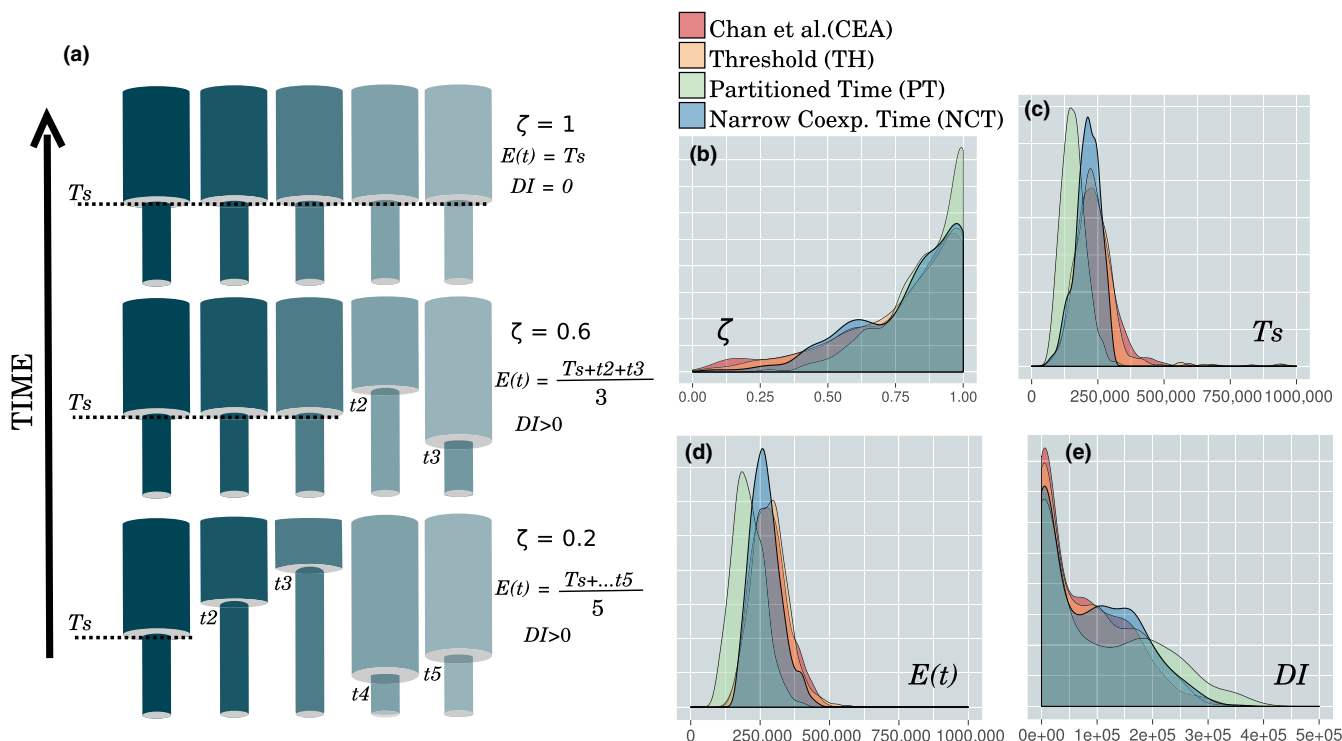 (a)
TIME
Ts
ζ = 1
E(t) = Ts
DI = 0
Ts
t2
t3
ζ = 0.6
E(t) = Ts+t2+t3
3
DI>0
Ts
t2
t3
t4
t5
ζ = 0.2
E(t) = Ts+...t5
5
DI>0
Chan et al.(CEA)
Threshold (TH)
Partitioned Time (PT)
Narrow Coexp. Time (NCT)
(b)
ζ
0.00 0.25 0.50 0.75 1.00
(c)
Ts
0 250,000 500,000 750,000 1000,000
(d)
E(t)
0 250.000 500.000 750.000 1000.000
(e)
DI
0e+00 1e+05 2e+05 3e+05 4e+05 5e+05